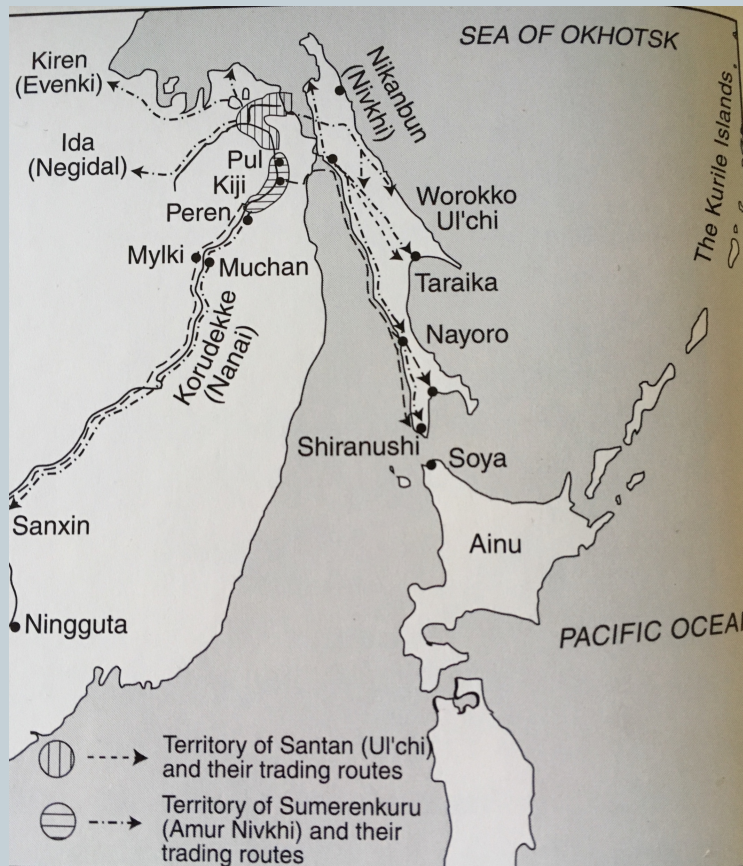 SEA OF OKHOTSK
Kiren
(Evenki)
Nikanbun
(Nivkhi)
The Kurile Islands
Ida
(Negidal)
Pul
Kiji
Peren
Worokko
Ul'chi
Mylki
Muchan
Taraika
Korudekke
(Nanai)
Nayoro
Shiranushi
Soya
Sanxin
Ainu
Ningguta
PACIFIC OCEA
Territory of Santan (Ul'chi)
and their trading routes
Territory of Sumerenkuru
(Amur Nivkhi) and their
trading routes